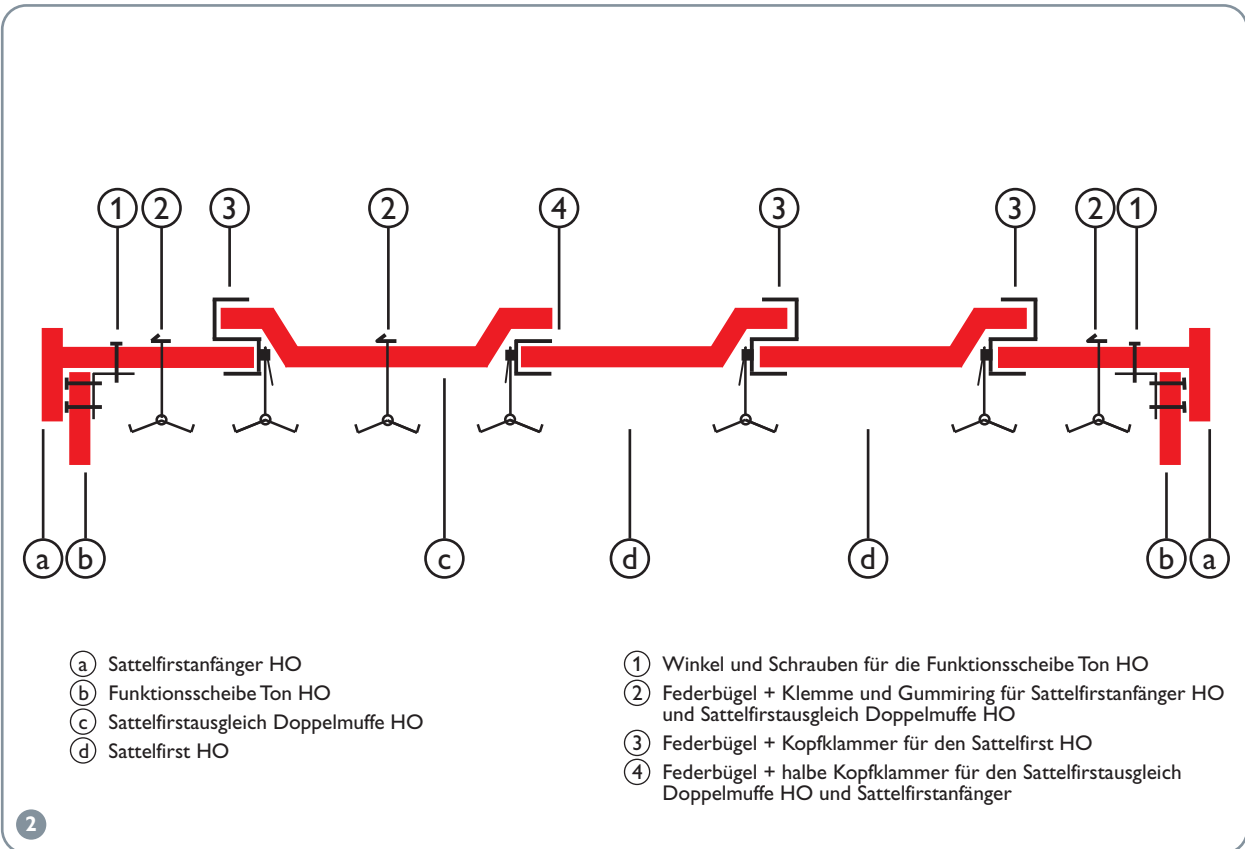 1 2 3 2 4 3 3 2 1
a b c d d b a
a Sattelfirstanfänger HO
b Funktionsscheibe Ton HO
c Sattelfirstausgleich Doppelmuffe HO
d Sattelfirst HO
1 Winkel und Schrauben für die Funktionsscheibe Ton HO
2 Federbügel + Klemme und Gummiring für Sattelfirstanfänger HO
und Sattelfirstausgleich Doppelmuffe HO
3 Federbügel + Kopfklammer für den Sattelfirst HO
4 Federbügel + halbe Kopfklammer für den Sattelfirstausgleich
Doppelmuffe HO und Sattelfirstanfänger
2